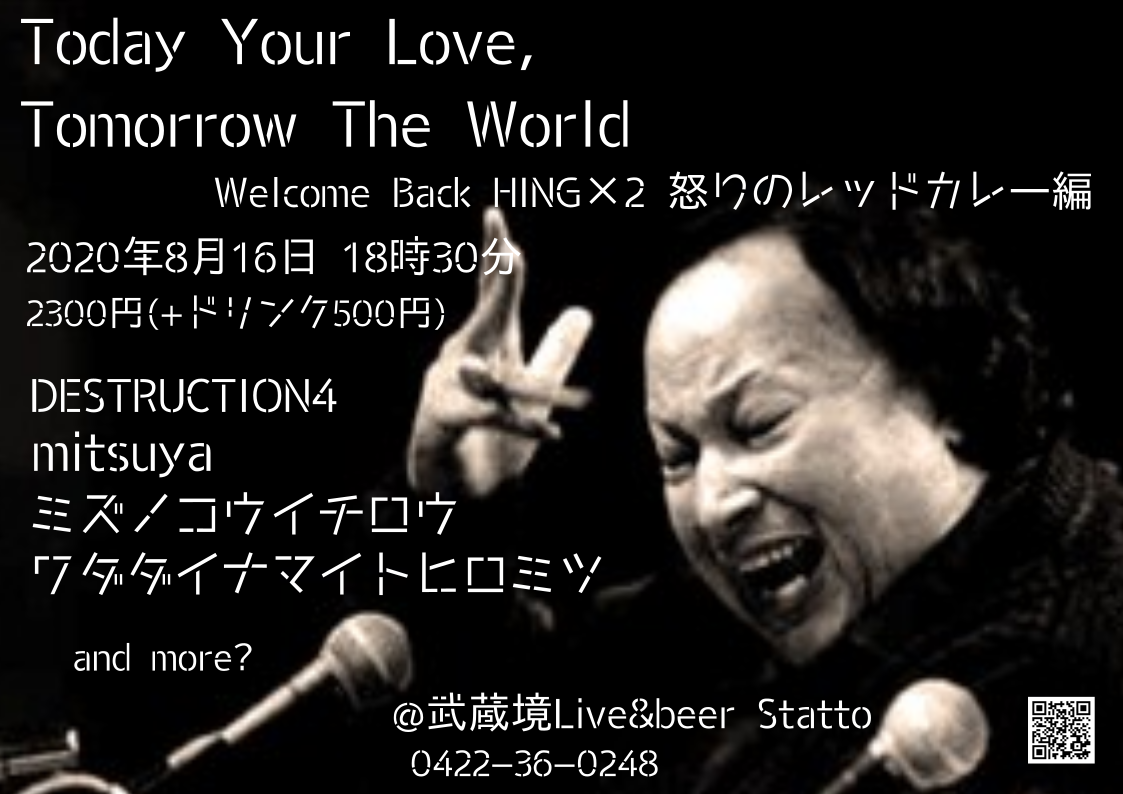 Today Your Love,
Tomorrow The World
Welcome Back HING×2 怒りのレッドカレー編
2020年8月16日 18時30分
2300円(+ドリンク500円)
DESTRUCTION4
mitsuya
ミズノコウイチロウ
ワダダイナマイトヒロミツ
and more?
@武蔵境Live&beer Statto
0422-36-0248